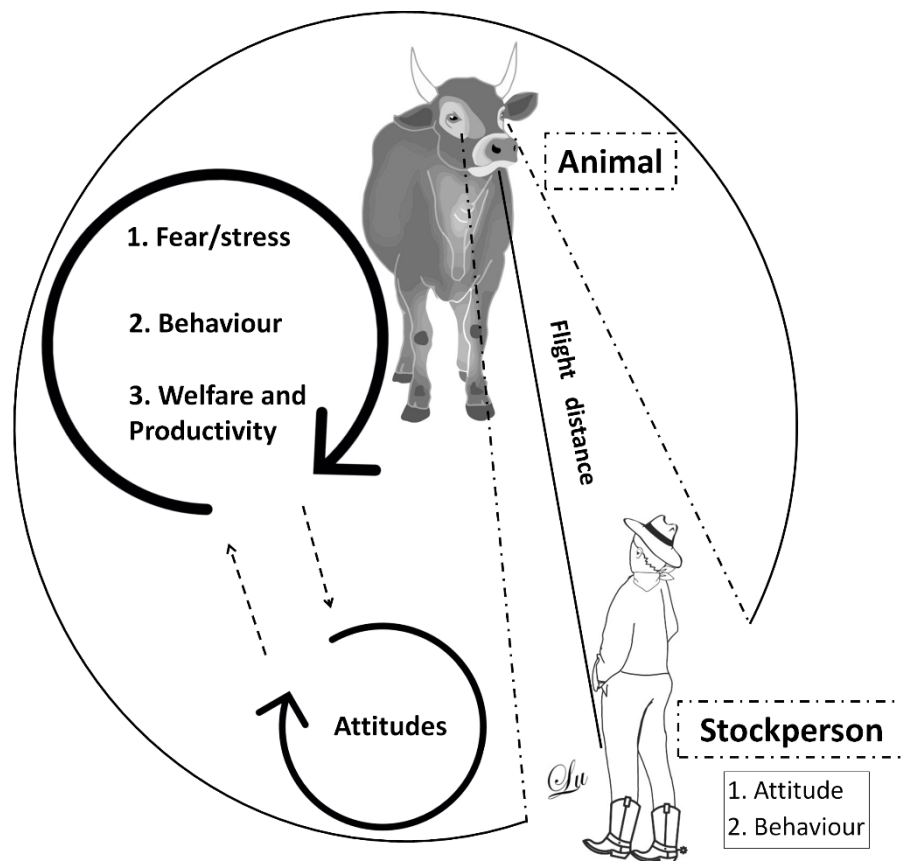 Animal
1. Fear/stress
2. Behaviour
3. Welfare and
Productivity
Flight distance
Attitudes
Stockperson
1. Attitude
2. Behaviour
Lu